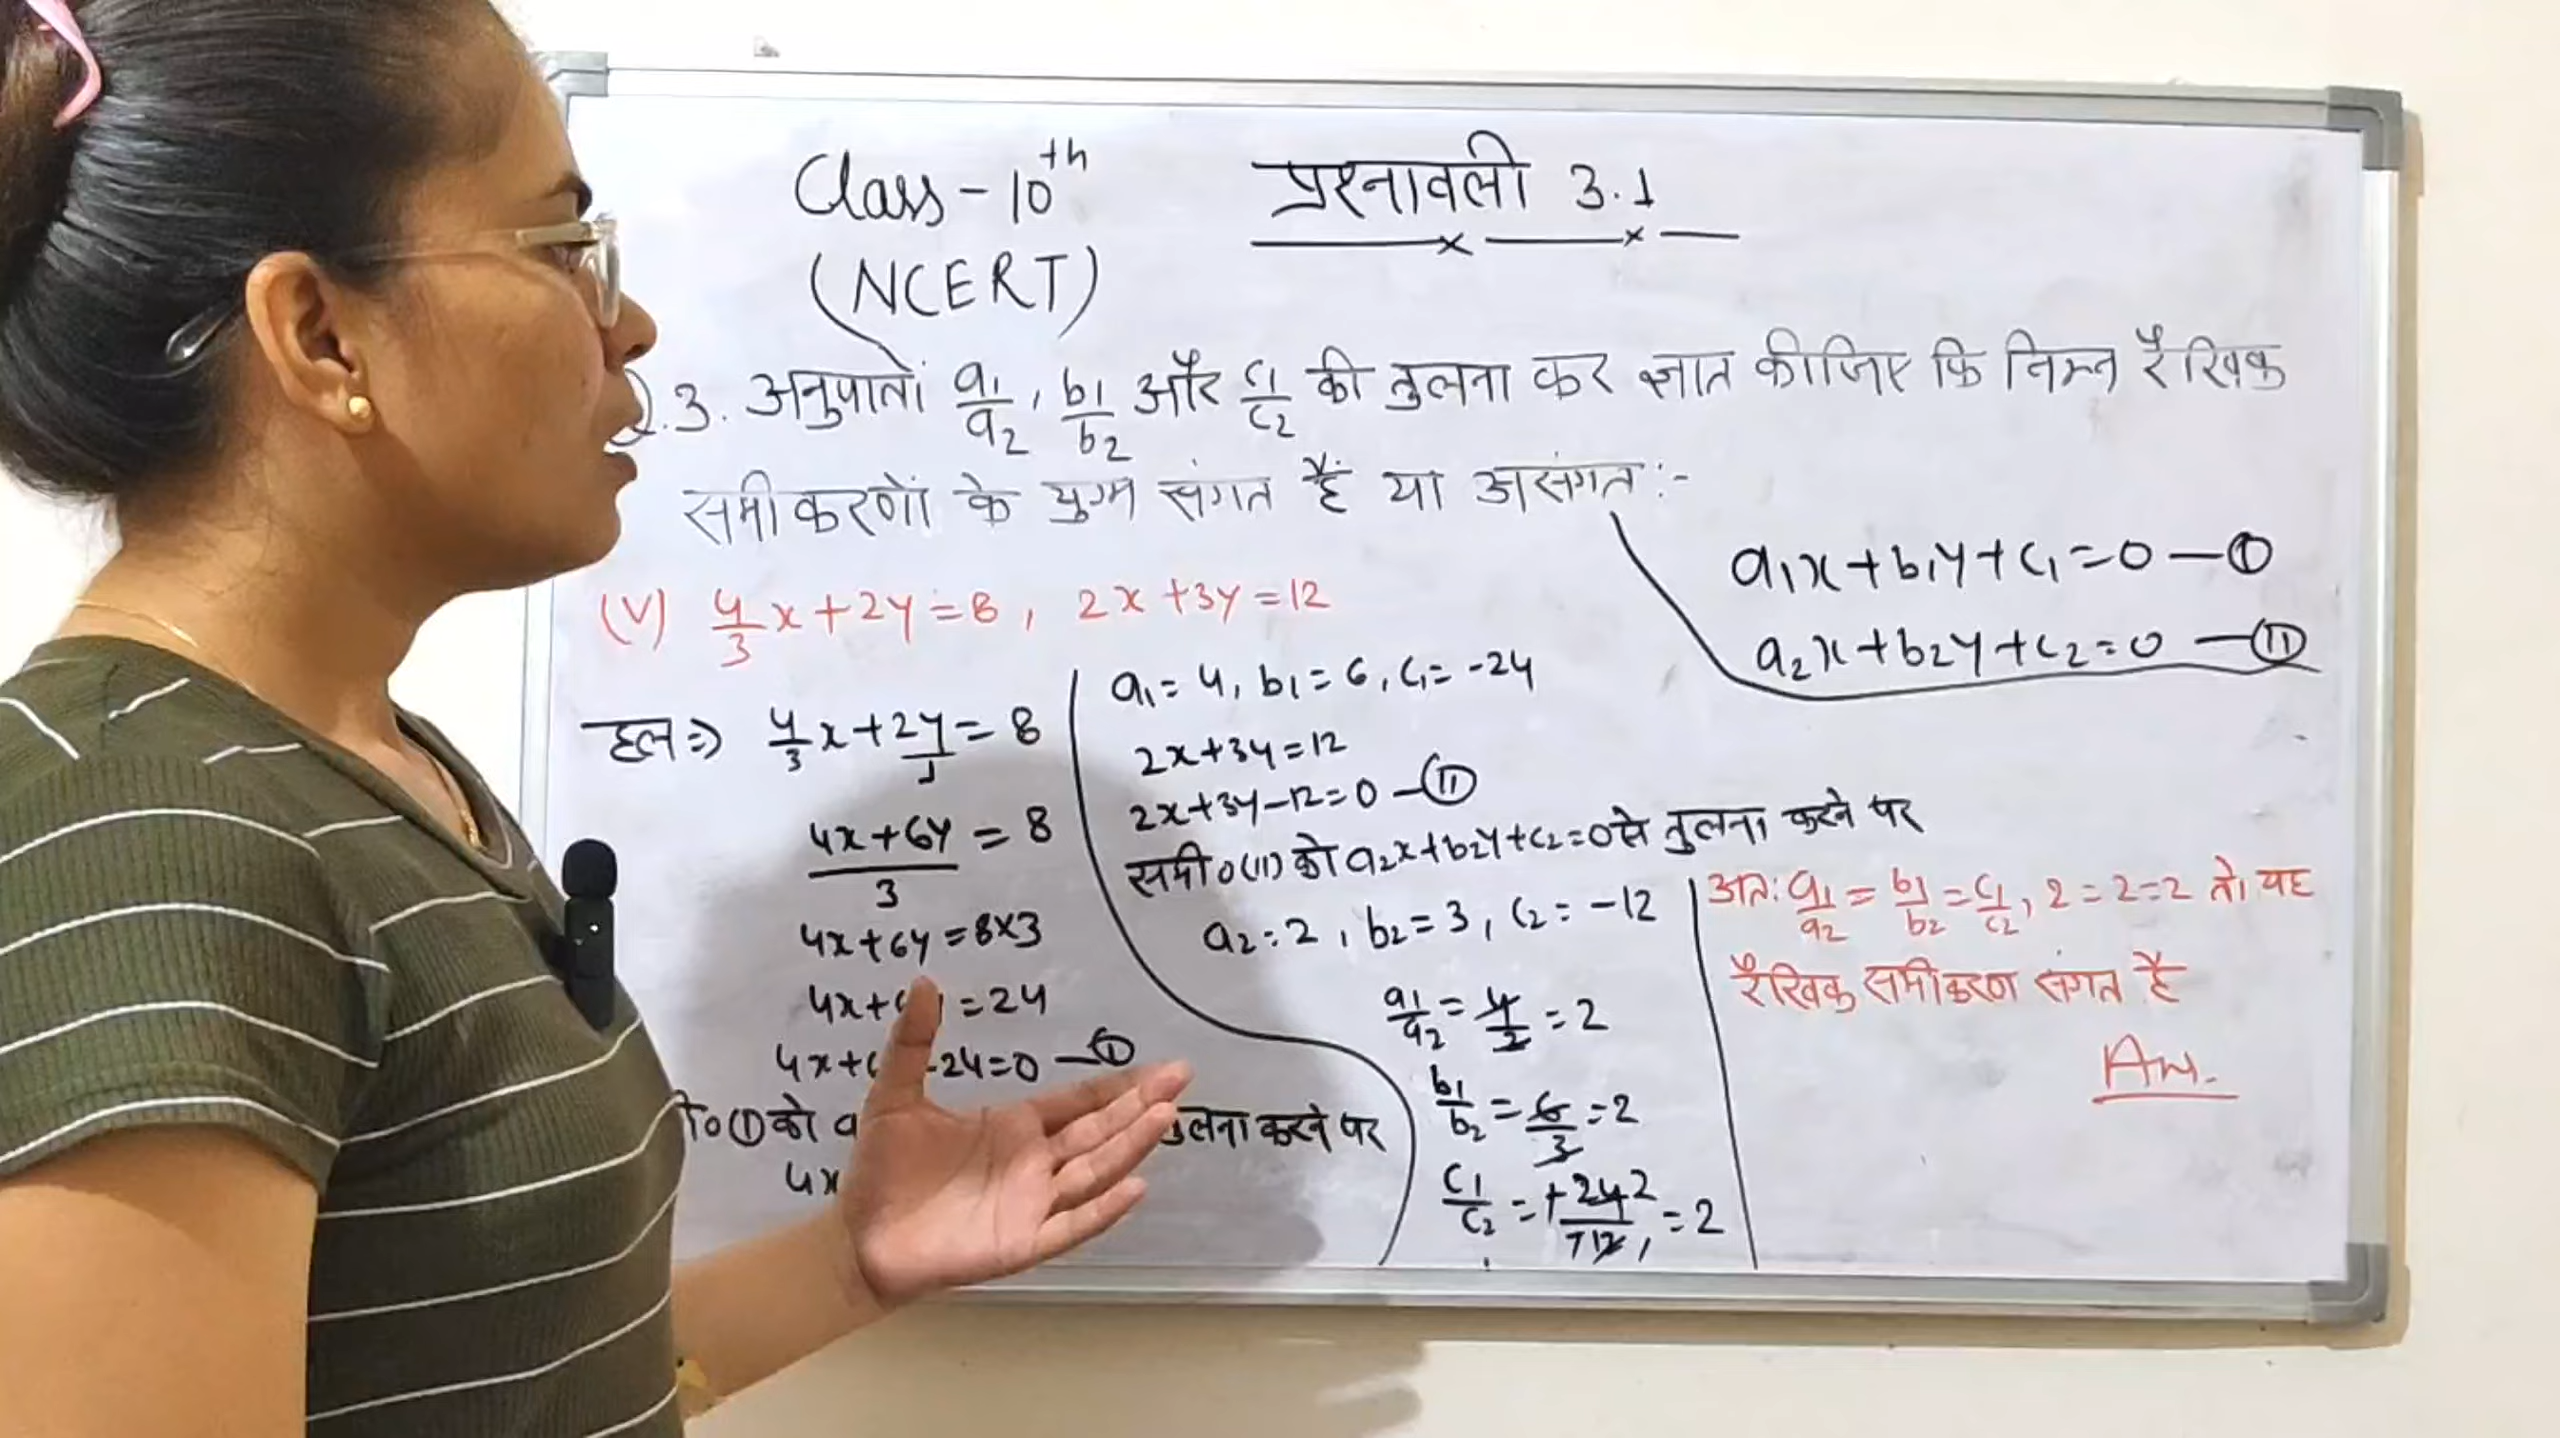 Class - 10th
(NCERT)
प्रश्नावली 3.1
Q.3. अनुपातों a₁/a₂, b₁/b₂ और c₁/c₂ की तुलना कर ज्ञात कीजिए कि निम्न रैखिक
समीकरणों के युग्म संगत हैं या असंगत :-
a₁x+b₁y+c₁=0 — Ⓘ
a₂x+b₂y+c₂=0 — (II)
(V) 4/3 x+2y=8, 2x+3y=12
हल⇒ 4/3 x+2y/1 = 8
4x+6y/3 = 8
4x+6y=8×3
=24
-24=0 — Ⓘ
Ⓘ को
तुलना करने पर
4x
a₁=4, b₁=6, c₁=-24
2x+3y=12
2x+3y-12=0 — (II)
समी0(II) को a₂x+b₂y+c₂=0 से तुलना करने पर
a₂=2, b₂=3, c₂=-12
a₁/a₂ = 4/2 = 2
b₁/b₂ = 6/3 = 2
c₁/c₂ = +24 2/+12 1 = 2
अत: a₁/a₂ = b₁/b₂ = c₁/c₂, 2=2=2 तो यह
रैखिक समीकरण संगत है
Ans.